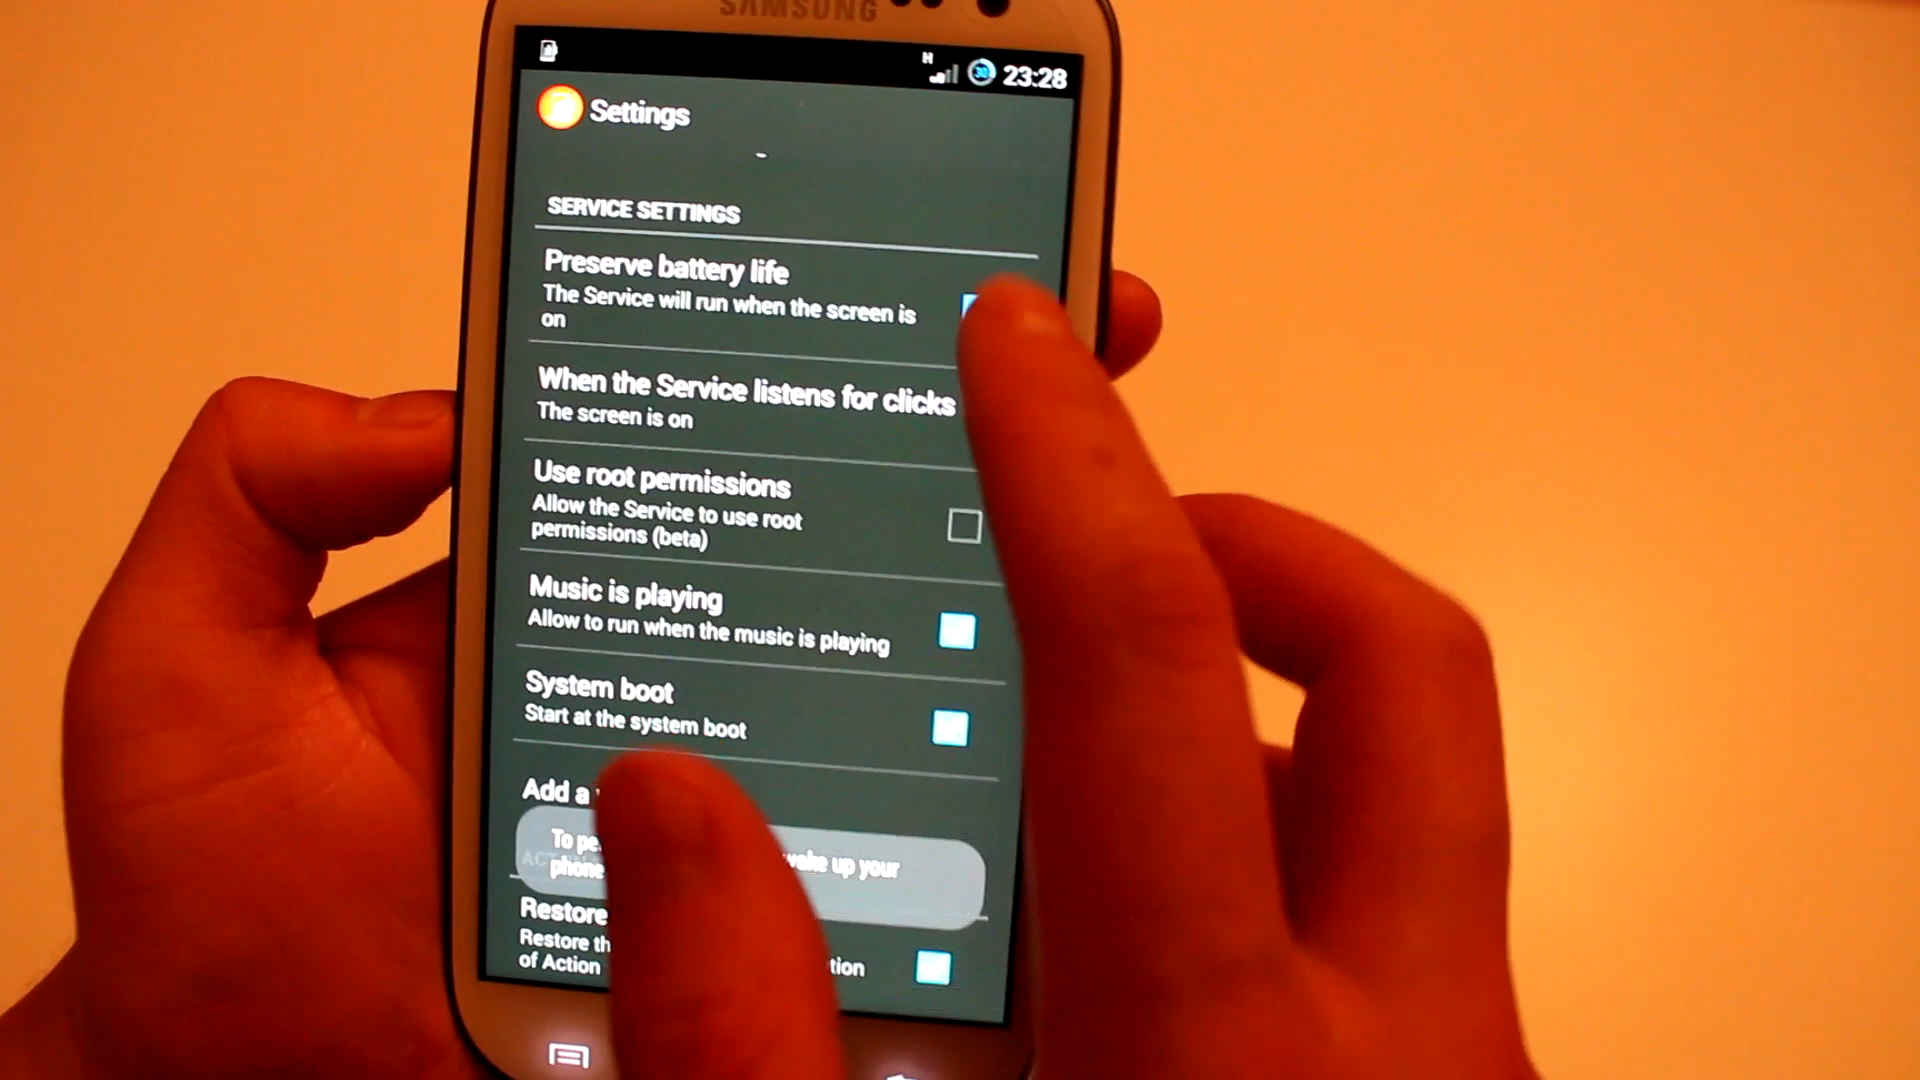 SAMSUNG
H
30 23:28
Settings
SERVICE SETTINGS
Preserve battery life
The Service will run when the screen is
on
When the Service listens for clicks
The screen is on
Use root permissions
Allow the Service to use root
permissions (beta)
Music is playing
Allow to run when the music is playing
System boot
Start at the system boot
Add a
To wake up your
phone
Restore
Restore
of Action